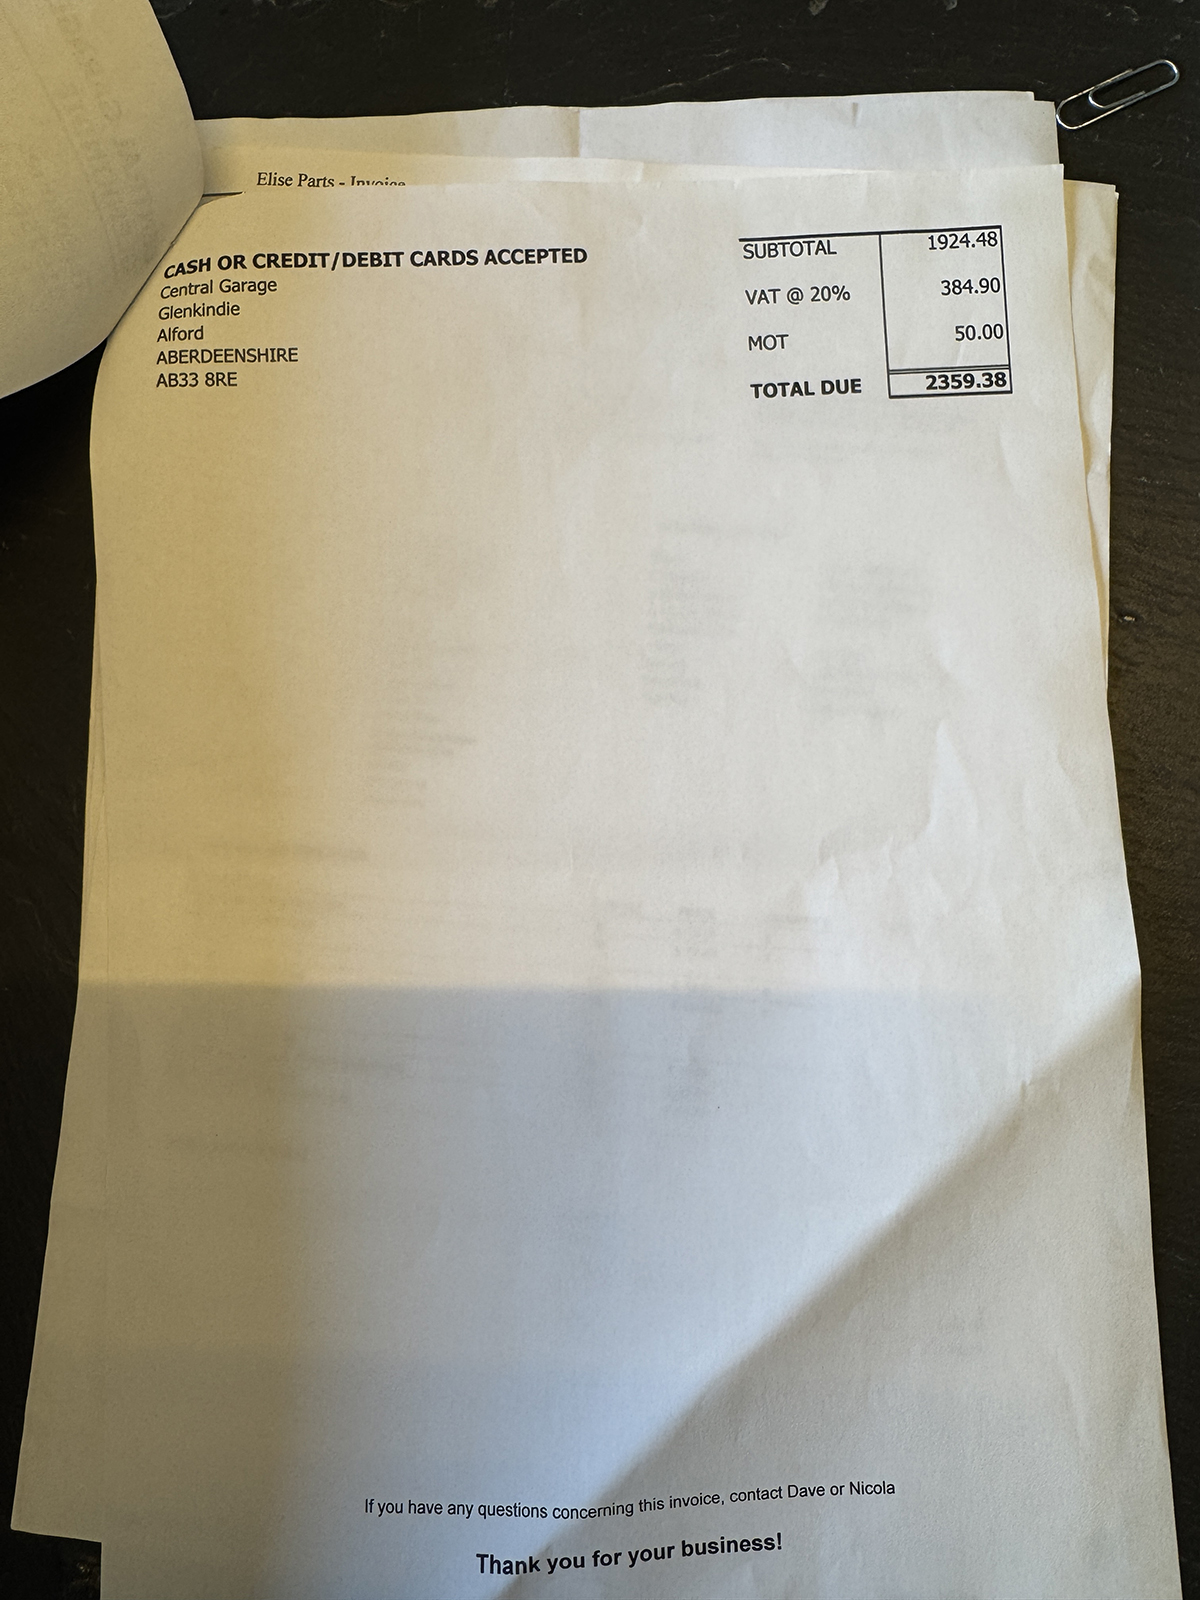 Elise Parts - Invoice
CASH OR CREDIT/DEBIT CARDS ACCEPTED
Central Garage
Glenkindie
Alford
ABERDEENSHIRE
AB33 8RE
SUBTOTAL 1924.48
VAT @ 20% 384.90
MOT 50.00
TOTAL DUE 2359.38
If you have any questions concerning this invoice, contact Dave or Nicola
Thank you for your business!